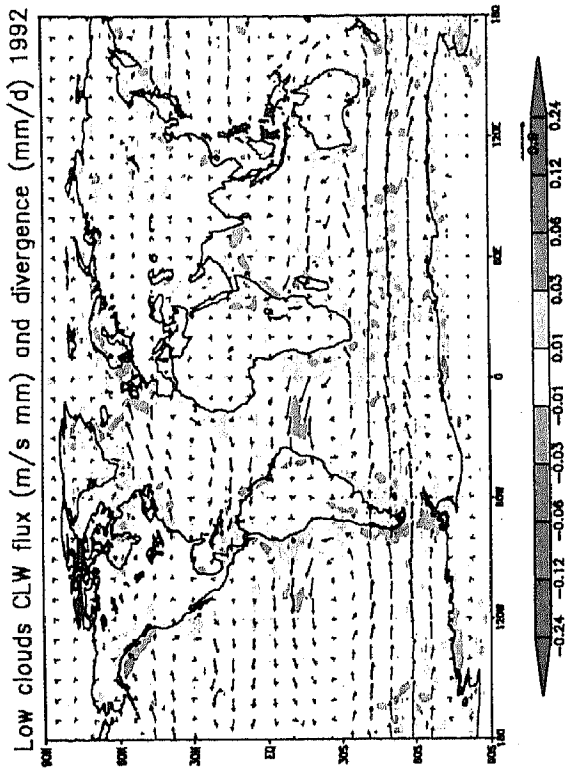 Low clouds CLW flux (m/s mm) and divergence (mm/d) 1992
90N
60N
30N
EQ
30S
60S
90S
180 120W 60W 0 60E 120E 180
0.9
-0.24 -0.12 -0.06 -0.03 -0.01 0.01 0.03 0.06 0.12 0.24